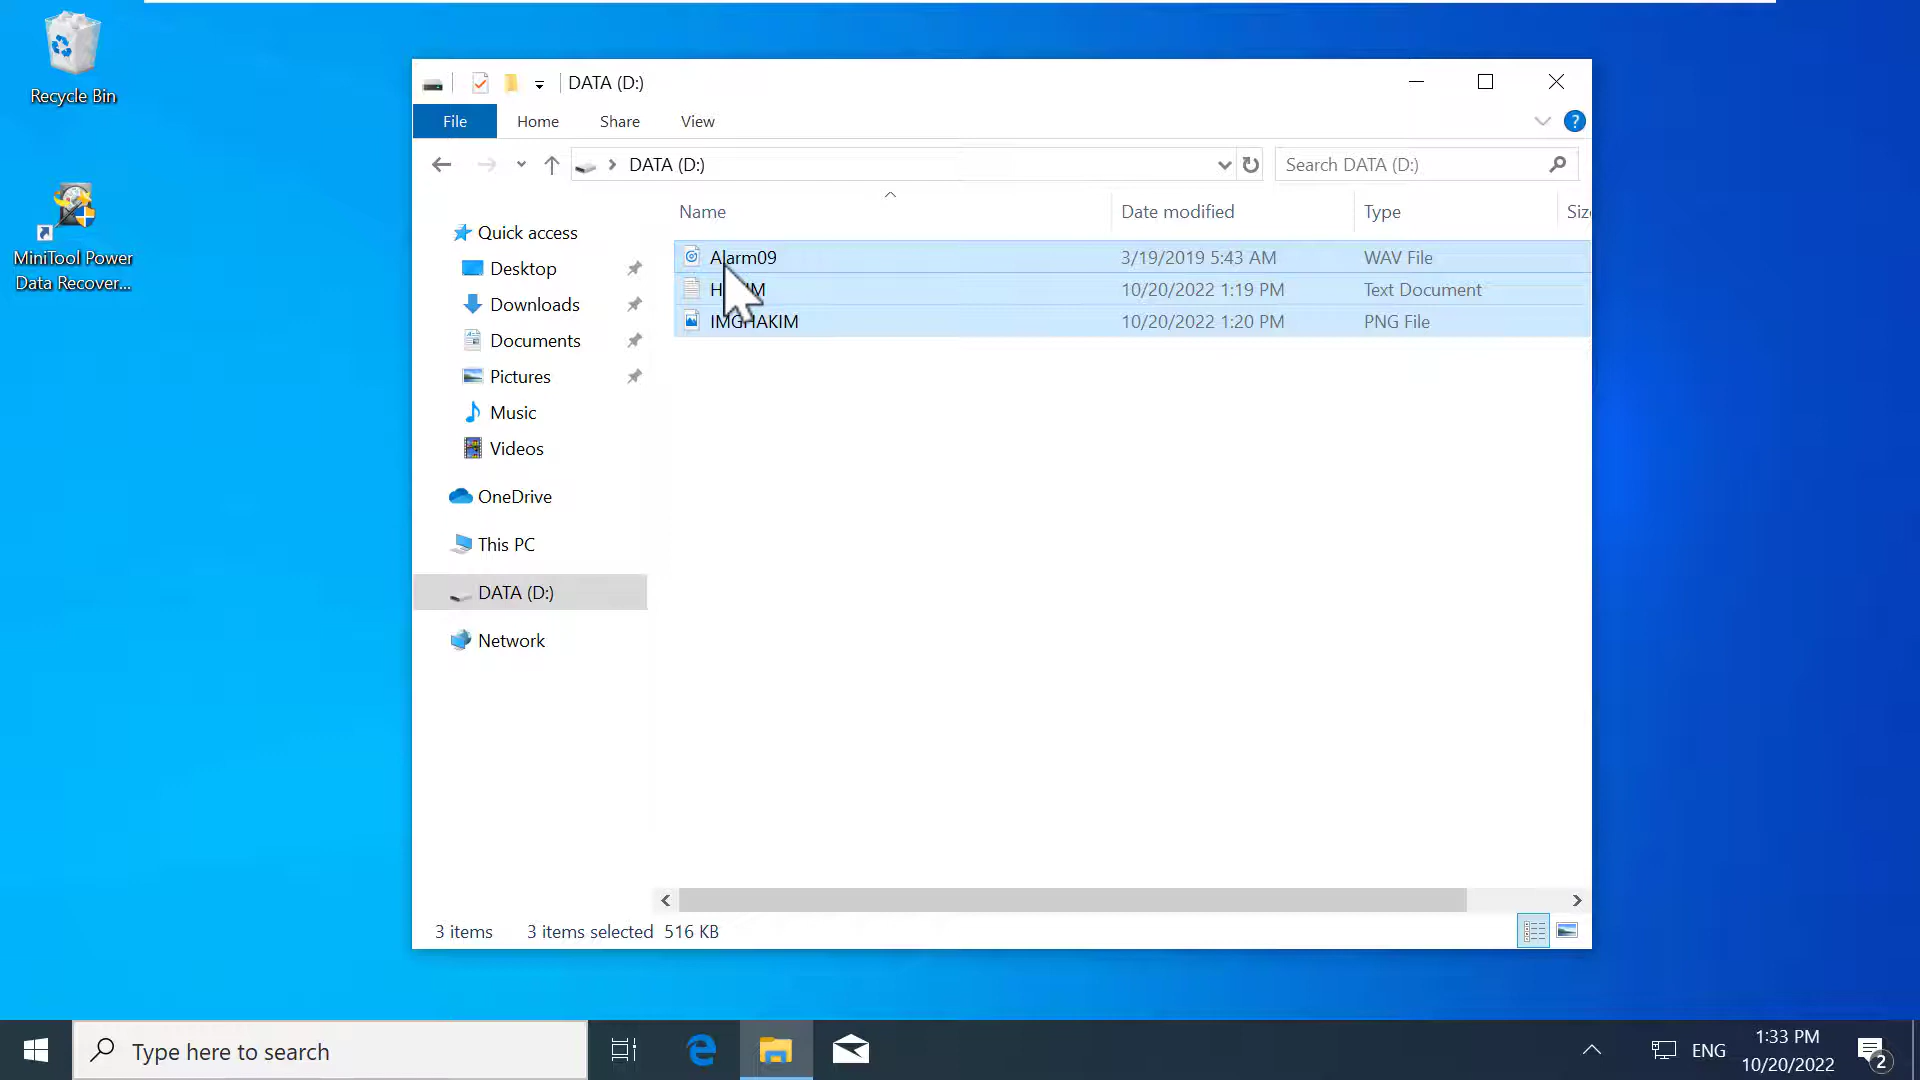 Recycle Bin
MiniTool Power
Data Recover...
DATA (D:)
File Home Share View
DATA (D:)
Search DATA (D:)
Name Date modified Type
Quick access
Desktop
Downloads
Documents
Pictures
Music
Videos
OneDrive
This PC
DATA (D:)
Network
Alarm09 3/19/2019 5:43 AM WAV File
10/20/2022 1:19 PM Text Document
IMGHAKIM 10/20/2022 1:20 PM PNG File
3 items 3 items selected 516 KB
Type here to search
ENG
1:33 PM
10/20/2022
2